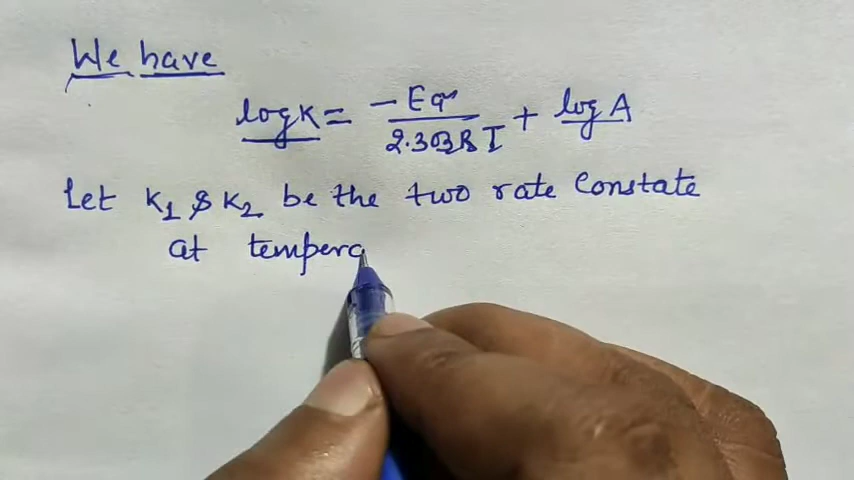 We have
log K = - Ea / 2.303RT + log A
Let K1 & K2 be the two rate Constate
at tempera